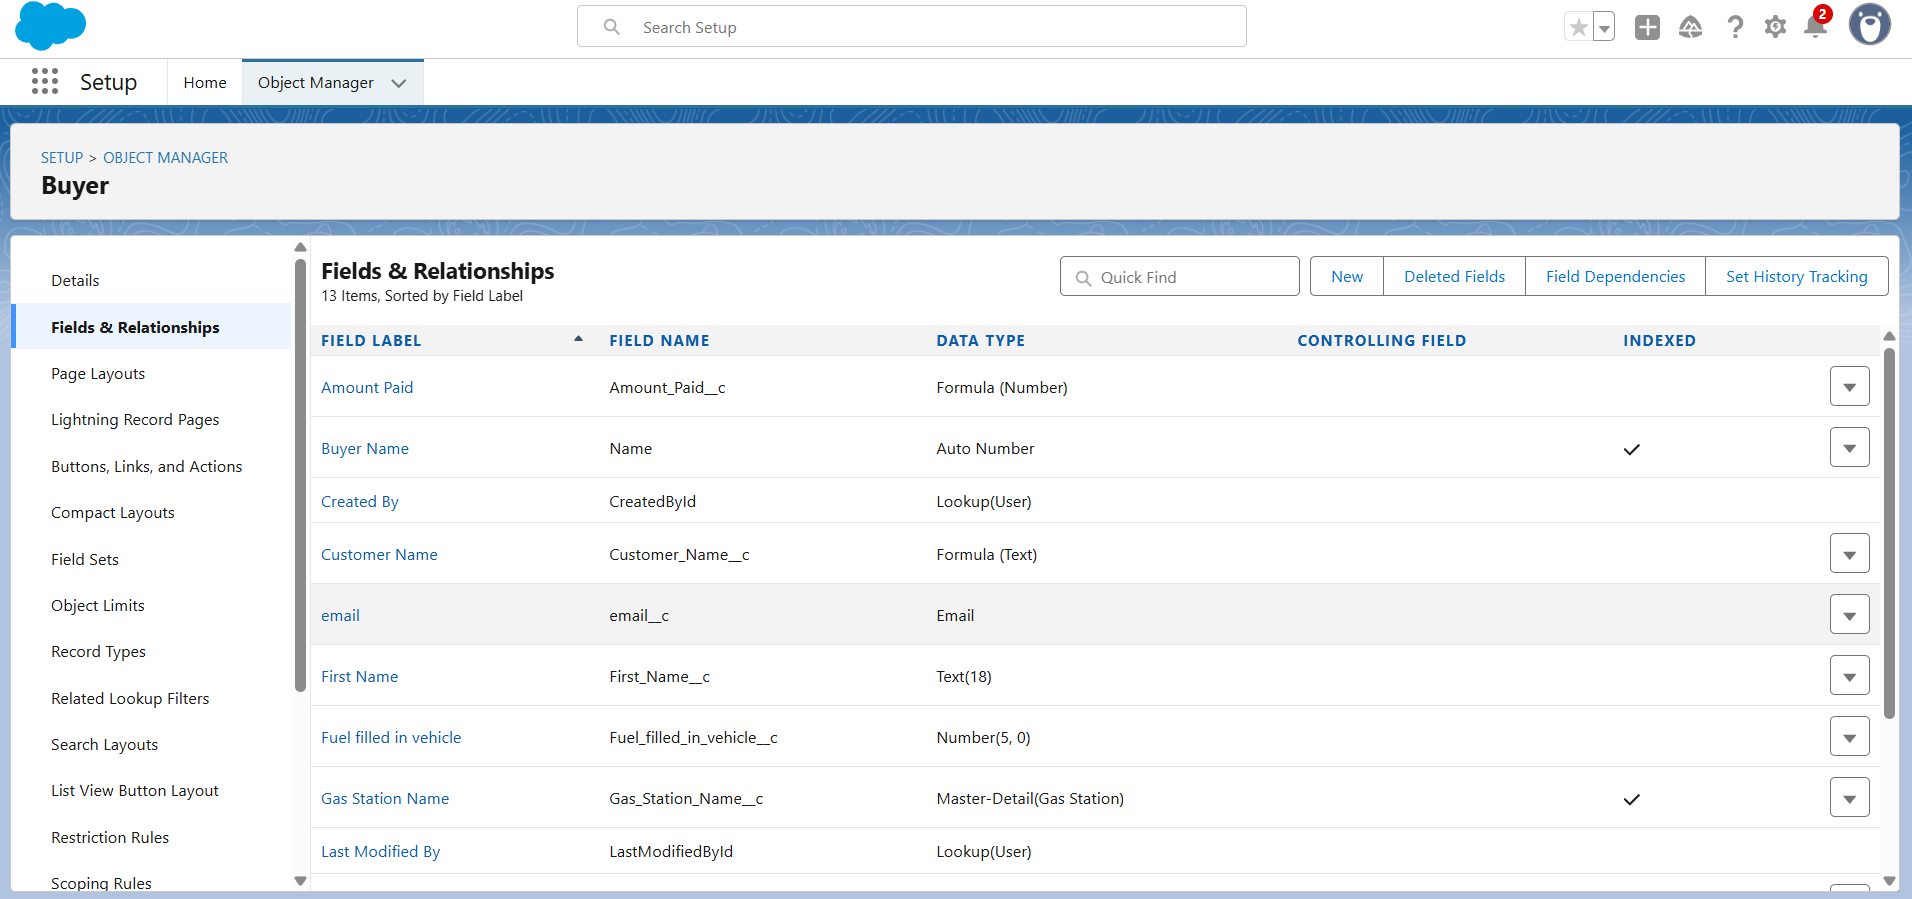 Search Setup
2
Setup
Home
Object Manager
SETUP > OBJECT MANAGER
Buyer
Details
Fields & Relationships
Page Layouts
Lightning Record Pages
Buttons, Links, and Actions
Compact Layouts
Field Sets
Object Limits
Record Types
Related Lookup Filters
Search Layouts
List View Button Layout
Restriction Rules
Scoping Rules
Fields & Relationships
13 Items, Sorted by Field Label
Quick Find
New
Deleted Fields
Field Dependencies
Set History Tracking
FIELD LABEL FIELD NAME DATA TYPE CONTROLLING FIELD INDEXED
Amount Paid Amount_Paid__c Formula (Number)
Buyer Name Name Auto Number
Created By CreatedById Lookup(User)
Customer Name Customer_Name__c Formula (Text)
email email__c Email
First Name First_Name__c Text(18)
Fuel filled in vehicle Fuel_filled_in_vehicle__c Number(5, 0)
Gas Station Name Gas_Station_Name__c Master-Detail(Gas Station)
Last Modified By LastModifiedById Lookup(User)